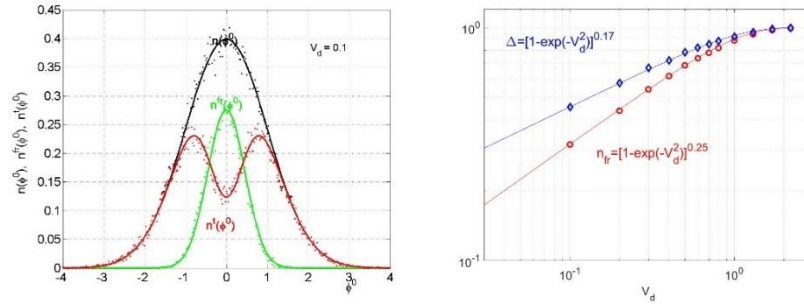 0.45
0.4
0.35
0.3
0.25
0.2
0.15
0.1
0.05
0
n(ϕ⁰), n^fr(ϕ⁰), n^t(ϕ⁰)
n(ϕ⁰)
V_d = 0.1
n^fr(ϕ⁰)
n^t(ϕ⁰)
-4 -3 -2 -1 0 1 2 3 4
ϕ⁰
10⁰
Δ=[1-exp(-V_d²)]^0.17
n_fr=[1-exp(-V_d²)]^0.25
10⁻¹
10⁻¹ 10⁰
V_d